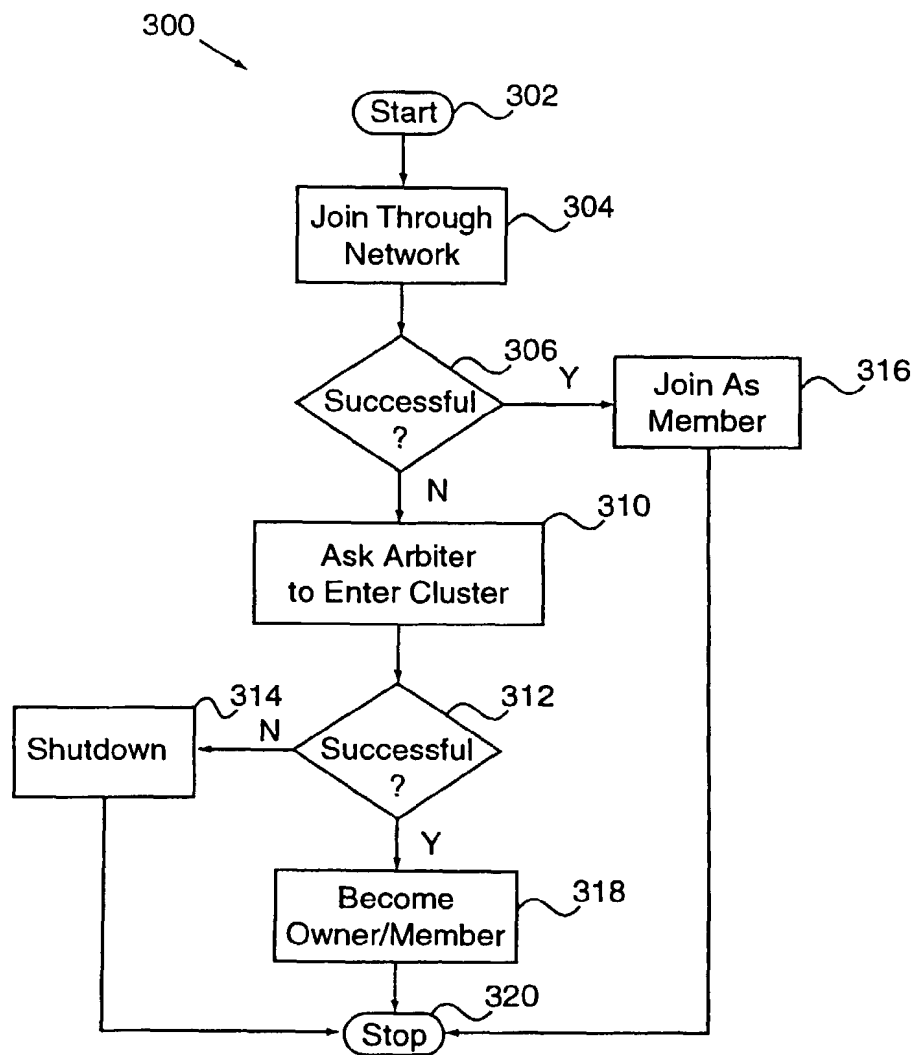 300
Start
302
Join Through
Network
304
306
Successful
?
Y
Join As
Member
316
N
310
Ask Arbiter
to Enter Cluster
314
Shutdown
N
312
Successful
?
Y
Become
Owner/Member
318
320
Stop